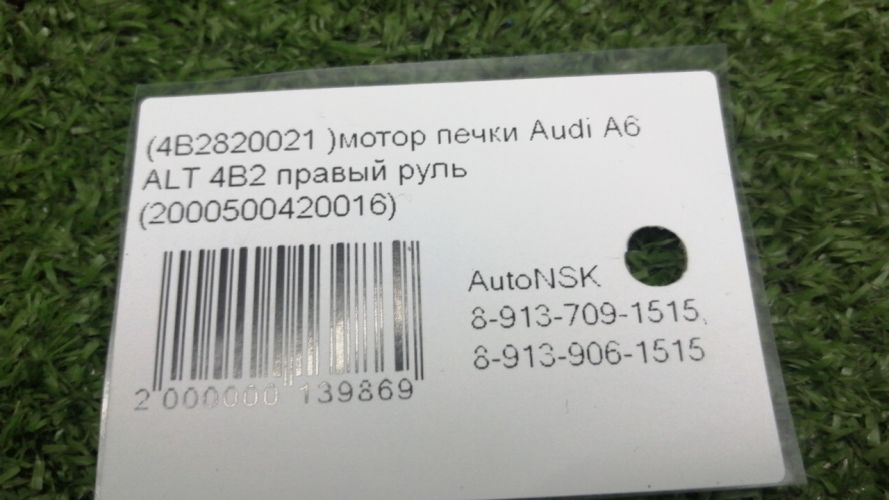 (4B2820021 )мотор печки Audi A6
ALT 4B2 правый руль
(2000500420016)
AutoNSK
8-913-709-1515,
8-913-906-1515
2 000000 139869